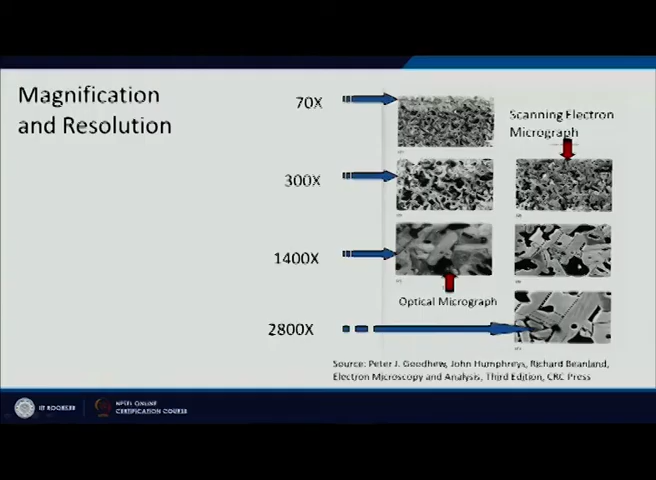 Magnification
and Resolution
70X
Scanning Electron
Micrograph
300X
1400X
Optical Micrograph
2800X
Source: Peter J. Goodhew, John Humphreys, Richard Beanland,
Electron Microscopy and Analysis, Third Edition, CRC Press
IIT ROORKEE
NPTEL ONLINE
CERTIFICATION COURSE